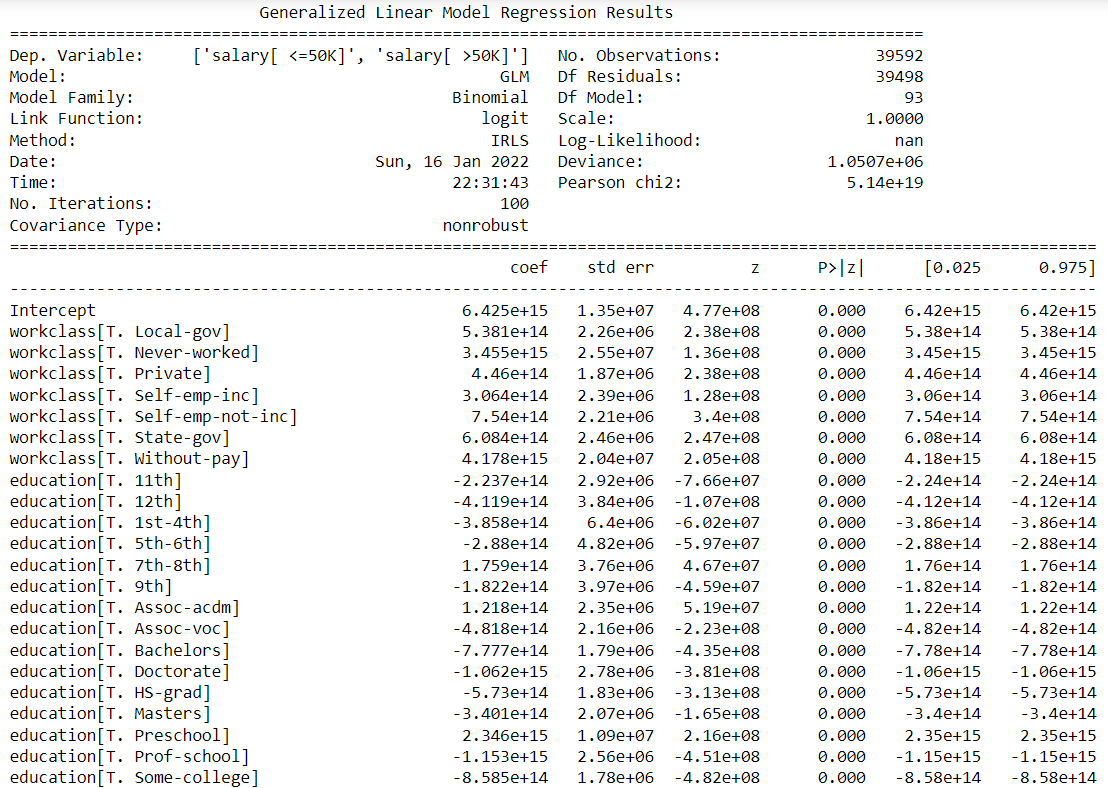 Generalized Linear Model Regression Results
==============================================================================================
Dep. Variable: ['salary[ <=50K]', 'salary[ >50K]'] No. Observations: 39592
Model: GLM Df Residuals: 39498
Model Family: Binomial Df Model: 93
Link Function: logit Scale: 1.0000
Method: IRLS Log-Likelihood: nan
Date: Sun, 16 Jan 2022 Deviance: 1.0507e+06
Time: 22:31:43 Pearson chi2: 5.14e+19
No. Iterations: 100
Covariance Type: nonrobust
================================================================================================================
coef std err z P>|z| [0.025 0.975]
----------------------------------------------------------------------------------------------------------------
Intercept 6.425e+15 1.35e+07 4.77e+08 0.000 6.42e+15 6.42e+15
workclass[T. Local-gov] 5.381e+14 2.26e+06 2.38e+08 0.000 5.38e+14 5.38e+14
workclass[T. Never-worked] 3.455e+15 2.55e+07 1.36e+08 0.000 3.45e+15 3.45e+15
workclass[T. Private] 4.46e+14 1.87e+06 2.38e+08 0.000 4.46e+14 4.46e+14
workclass[T. Self-emp-inc] 3.064e+14 2.39e+06 1.28e+08 0.000 3.06e+14 3.06e+14
workclass[T. Self-emp-not-inc] 7.54e+14 2.21e+06 3.4e+08 0.000 7.54e+14 7.54e+14
workclass[T. State-gov] 6.084e+14 2.46e+06 2.47e+08 0.000 6.08e+14 6.08e+14
workclass[T. Without-pay] 4.178e+15 2.04e+07 2.05e+08 0.000 4.18e+15 4.18e+15
education[T. 11th] -2.237e+14 2.92e+06 -7.66e+07 0.000 -2.24e+14 -2.24e+14
education[T. 12th] -4.119e+14 3.84e+06 -1.07e+08 0.000 -4.12e+14 -4.12e+14
education[T. 1st-4th] -3.858e+14 6.4e+06 -6.02e+07 0.000 -3.86e+14 -3.86e+14
education[T. 5th-6th] -2.88e+14 4.82e+06 -5.97e+07 0.000 -2.88e+14 -2.88e+14
education[T. 7th-8th] 1.759e+14 3.76e+06 4.67e+07 0.000 1.76e+14 1.76e+14
education[T. 9th] -1.822e+14 3.97e+06 -4.59e+07 0.000 -1.82e+14 -1.82e+14
education[T. Assoc-acdm] 1.218e+14 2.35e+06 5.19e+07 0.000 1.22e+14 1.22e+14
education[T. Assoc-voc] -4.818e+14 2.16e+06 -2.23e+08 0.000 -4.82e+14 -4.82e+14
education[T. Bachelors] -7.777e+14 1.79e+06 -4.35e+08 0.000 -7.78e+14 -7.78e+14
education[T. Doctorate] -1.062e+15 2.78e+06 -3.81e+08 0.000 -1.06e+15 -1.06e+15
education[T. HS-grad] -5.73e+14 1.83e+06 -3.13e+08 0.000 -5.73e+14 -5.73e+14
education[T. Masters] -3.401e+14 2.07e+06 -1.65e+08 0.000 -3.4e+14 -3.4e+14
education[T. Preschool] 2.346e+15 1.09e+07 2.16e+08 0.000 2.35e+15 2.35e+15
education[T. Prof-school] -1.153e+15 2.56e+06 -4.51e+08 0.000 -1.15e+15 -1.15e+15
education[T. Some-college] -8.585e+14 1.78e+06 -4.82e+08 0.000 -8.58e+14 -8.58e+14